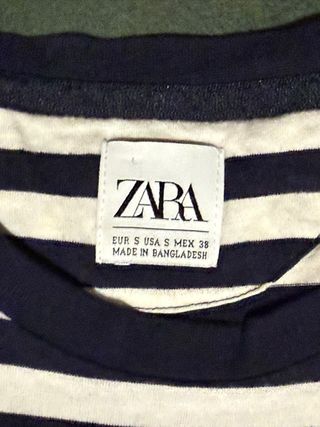 ZARA
EUR S USA S MEX 38
MADE IN BANGLADESH